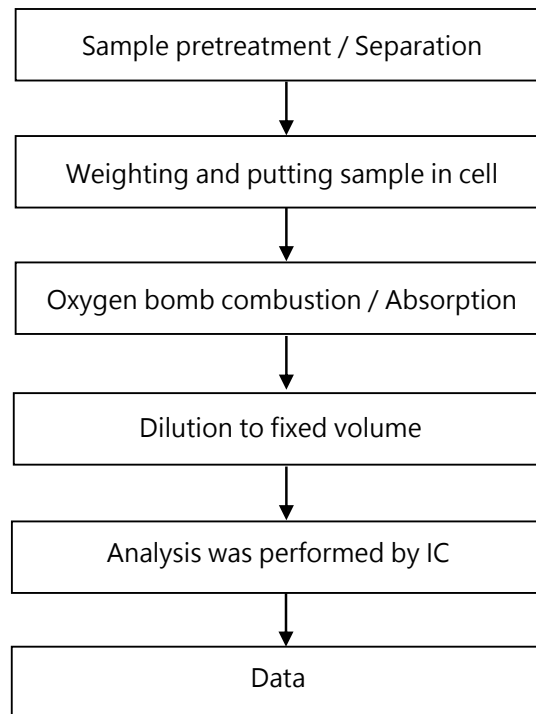 Sample pretreatment / Separation
Weighting and putting sample in cell
Oxygen bomb combustion / Absorption
Dilution to fixed volume
Analysis was performed by IC
Data